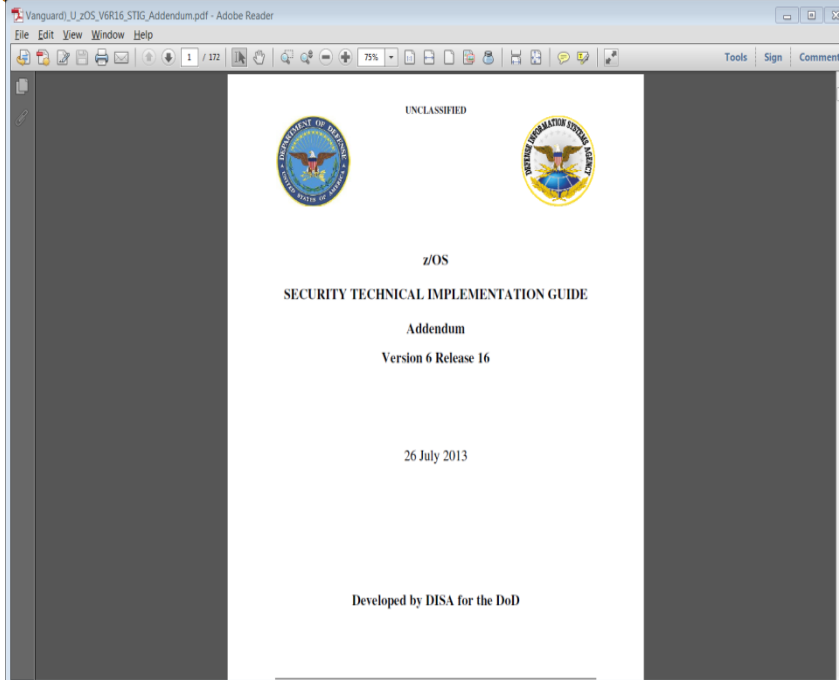 Vanguard)_U_zOS_V6R16_STIG_Addendum.pdf - Adobe Reader
File Edit View Window Help
1 / 172 75% Tools Sign Comment
UNCLASSIFIED
DEPARTMENT OF DEFENSE
UNITED STATES OF AMERICA
DEFENSE INFORMATION SYSTEMS AGENCY
z/OS
SECURITY TECHNICAL IMPLEMENTATION GUIDE
Addendum
Version 6 Release 16
26 July 2013
Developed by DISA for the DoD